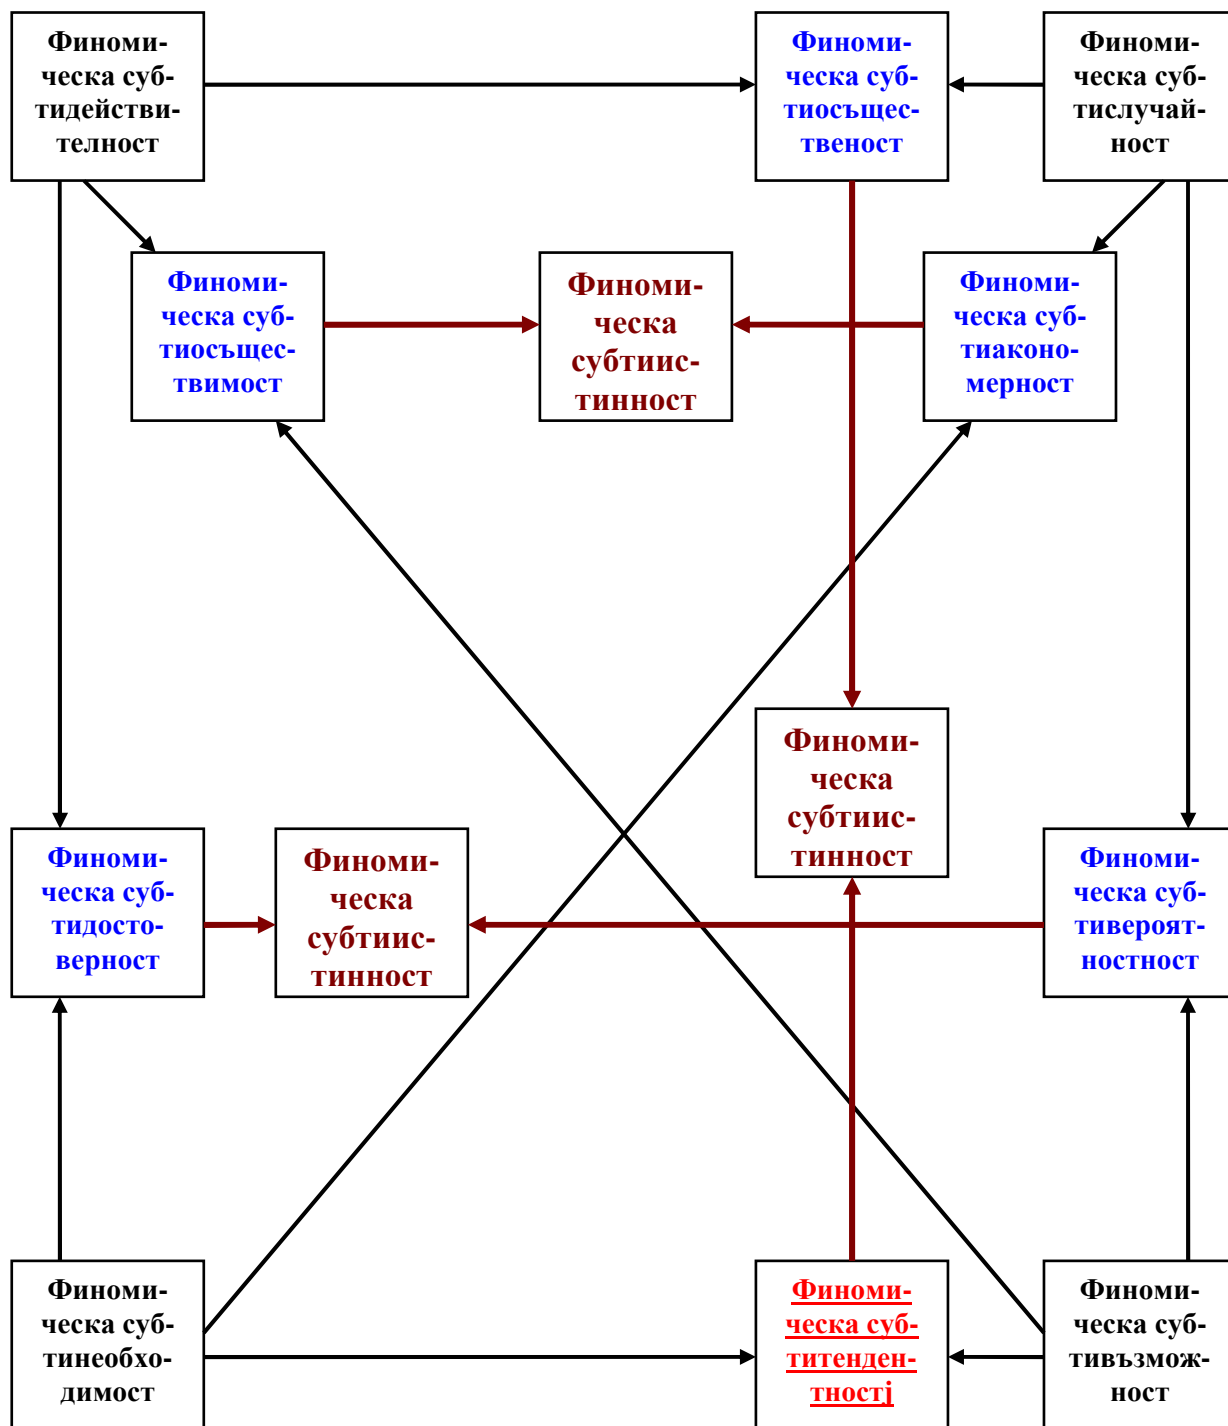 Финоми-
ческа суб-
тидействи-
телност
Финоми-
ческа суб-
тиосъщес-
твеност
Финоми-
ческа суб-
тислучай-
ност
Финоми-
ческа суб-
тиосъщес-
твимост
Финоми-
ческа
субтиис-
тинност
Финоми-
ческа суб-
тиаконо-
мерност
Финоми-
ческа
субтиис-
тинност
Финоми-
ческа суб-
тидосто-
верност
Финоми-
ческа
субтиис-
тинност
Финоми-
ческа суб-
тивероят-
ностност
Финоми-
ческа суб-
тинеобхо-
димост
Финоми-
ческа суб-
титенден-
тностj
Финоми-
ческа суб-
тивъзмож-
ност